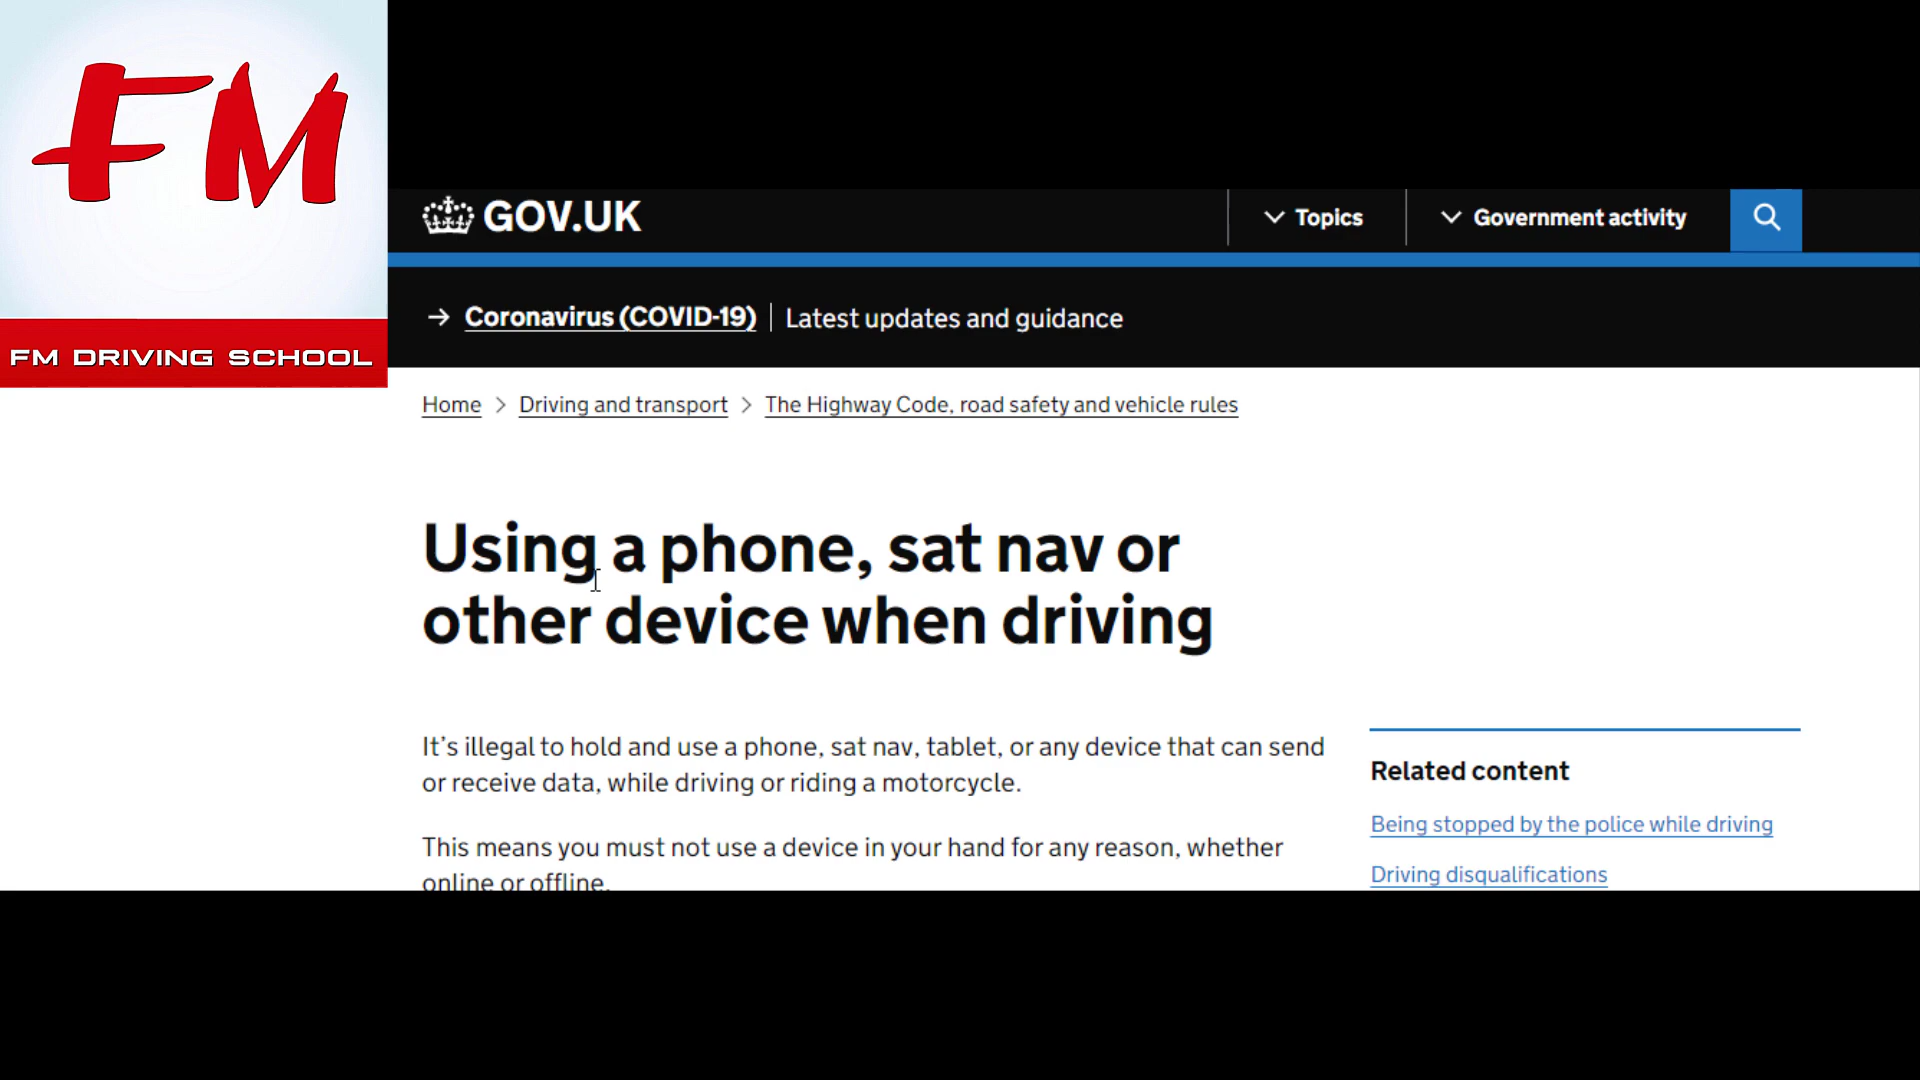 FM
FM DRIVING SCHOOL
GOV.UK
Topics
Government activity
Coronavirus (COVID-19)
Latest updates and guidance
Home > Driving and transport > The Highway Code, road safety and vehicle rules
Using a phone, sat nav or
other device when driving
It’s illegal to hold and use a phone, sat nav, tablet, or any device that can send
or receive data, while driving or riding a motorcycle.
This means you must not use a device in your hand for any reason, whether
online or offline.
Related content
Being stopped by the police while driving
Driving disqualifications